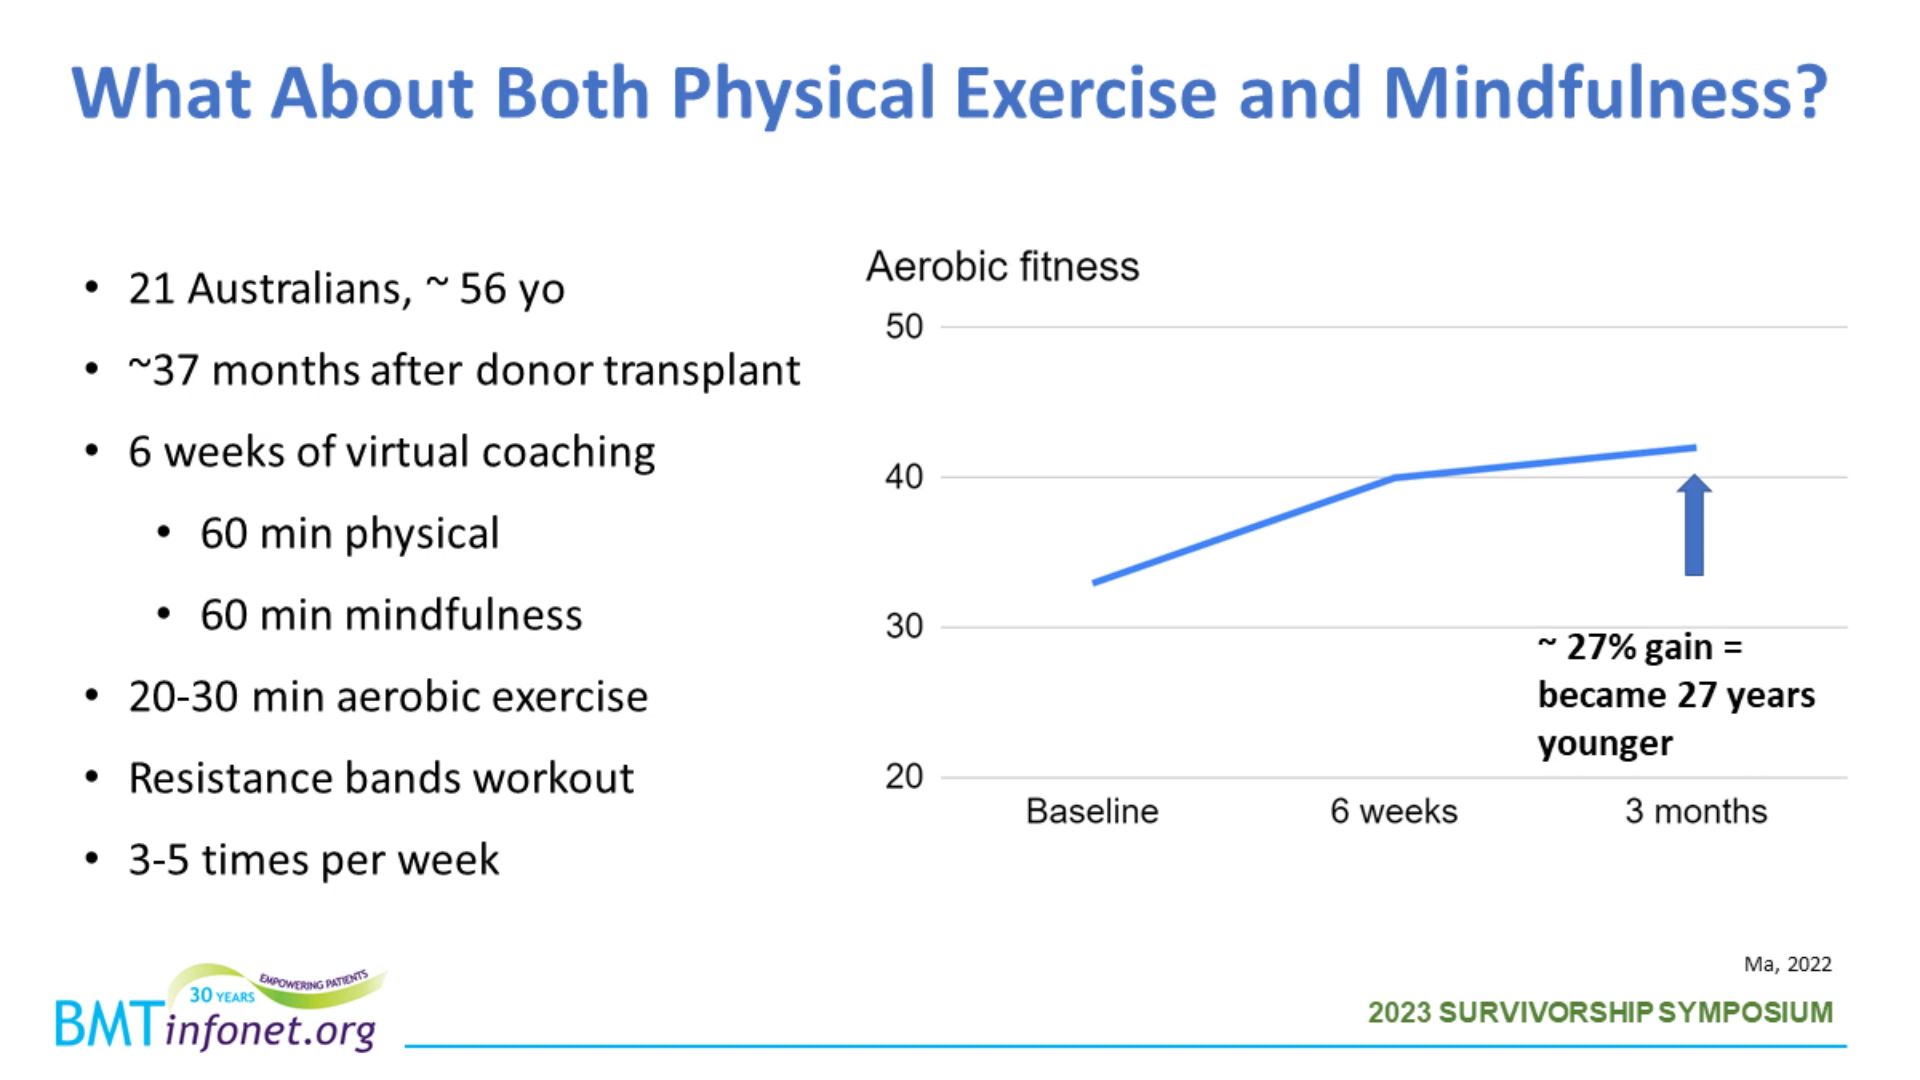 What About Both Physical Exercise and Mindfulness?
• 21 Australians, ~ 56 yo
• ~37 months after donor transplant
• 6 weeks of virtual coaching
• 60 min physical
• 60 min mindfulness
• 20-30 min aerobic exercise
• Resistance bands workout
• 3-5 times per week
Aerobic fitness
50
40
30
20
Baseline 6 weeks 3 months
~ 27% gain =
became 27 years
younger
Ma, 2022
2023 SURVIVORSHIP SYMPOSIUM
30 YEARS EMPOWERING PATIENTS
BMTinfonet.org